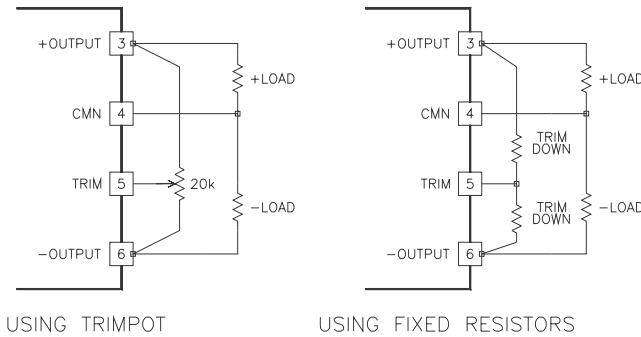 +OUTPUT 3
+LOAD
CMN 4
TRIM 5
20k
-LOAD
-OUTPUT 6
USING TRIMPOT
+OUTPUT 3
+LOAD
CMN 4
TRIM
DOWN
TRIM 5
TRIM
DOWN
-LOAD
-OUTPUT 6
USING FIXED RESISTORS